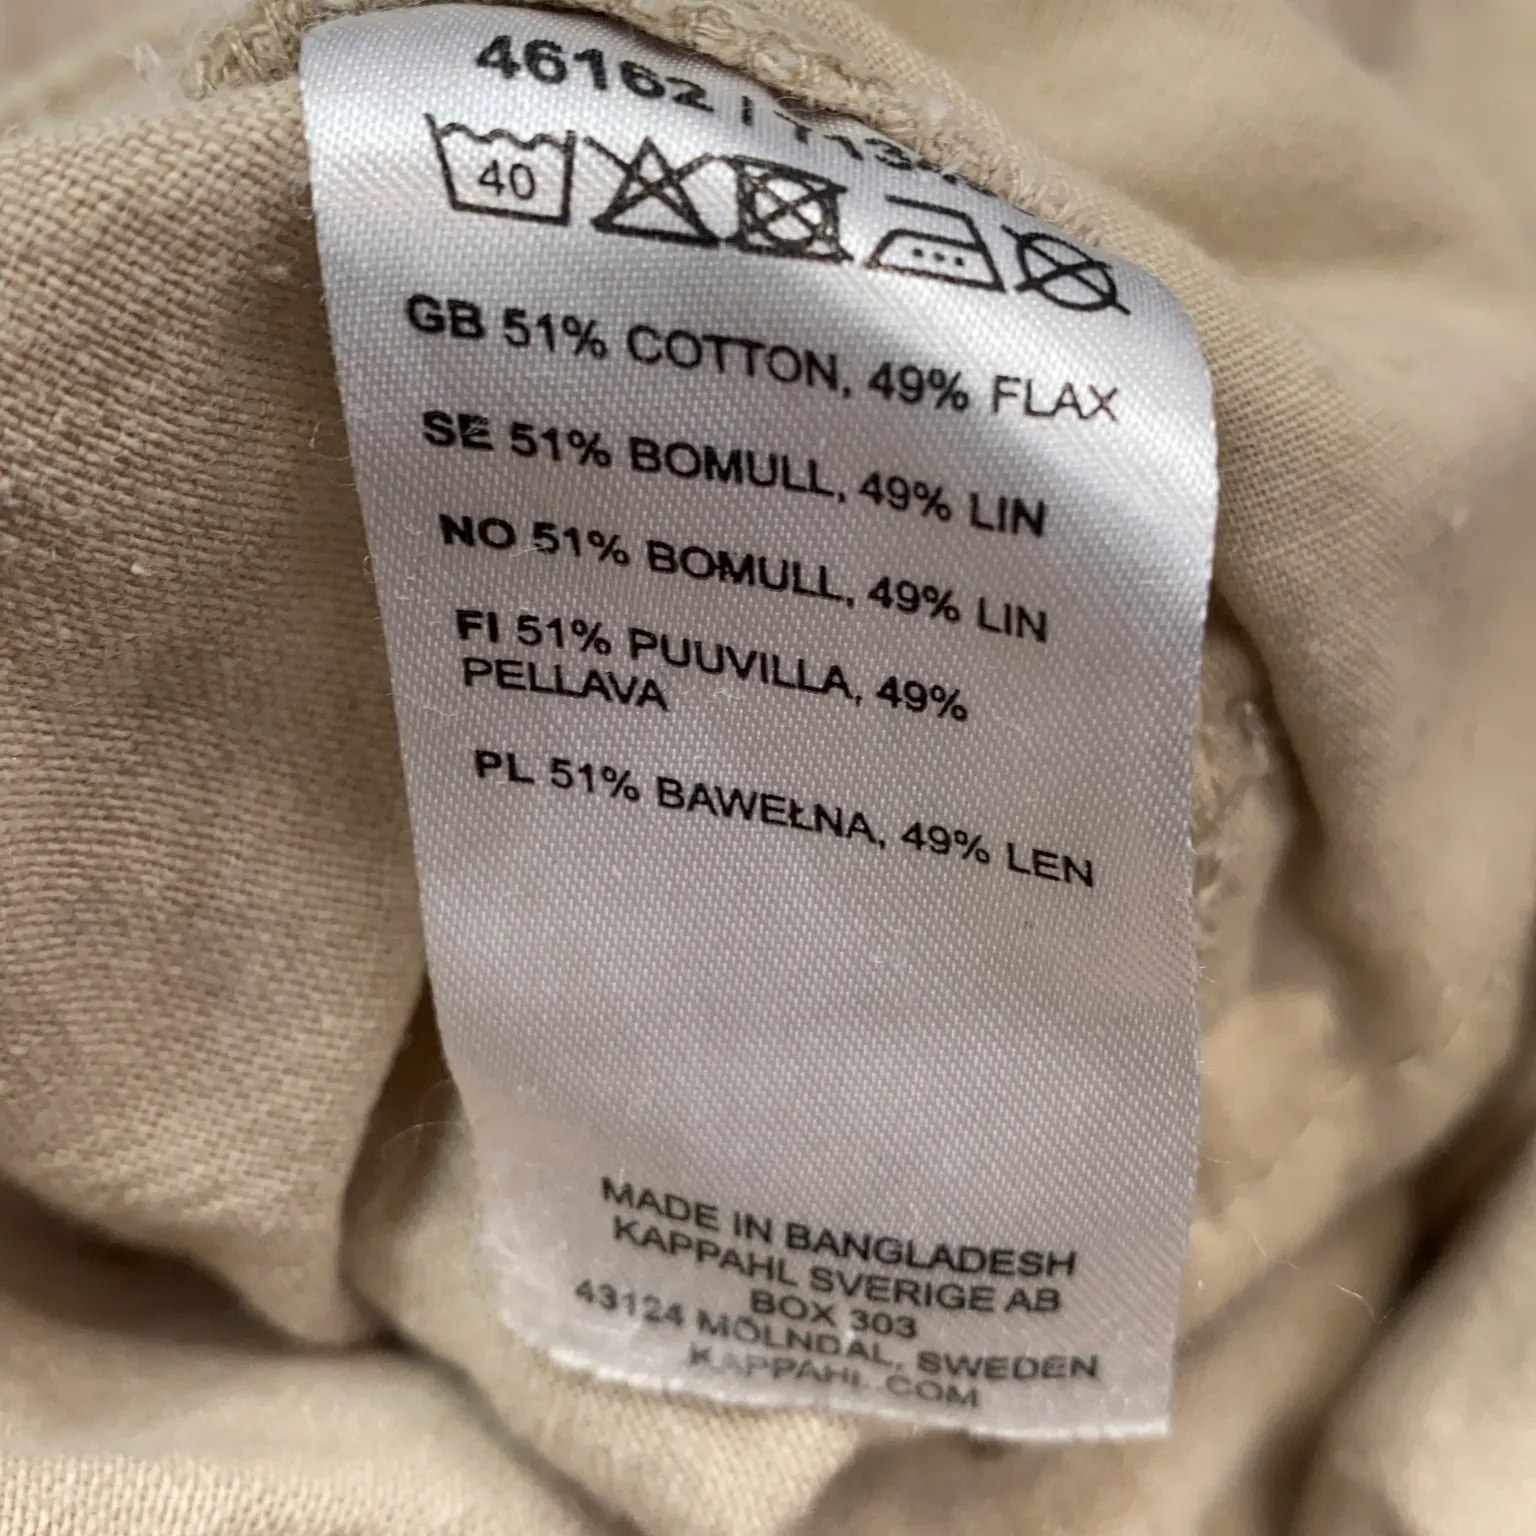 46162 |
40
GB 51% COTTON, 49% FLAX
SE 51% BOMULL, 49% LIN
NO 51% BOMULL, 49% LIN
FI 51% PUUVILLA, 49%
PELLAVA
PL 51% BAWEŁNA, 49% LEN
MADE IN BANGLADESH
KAPPAHL SVERIGE AB
BOX 303
43124 MÖLNDAL, SWEDEN
KAPPAHL.COM